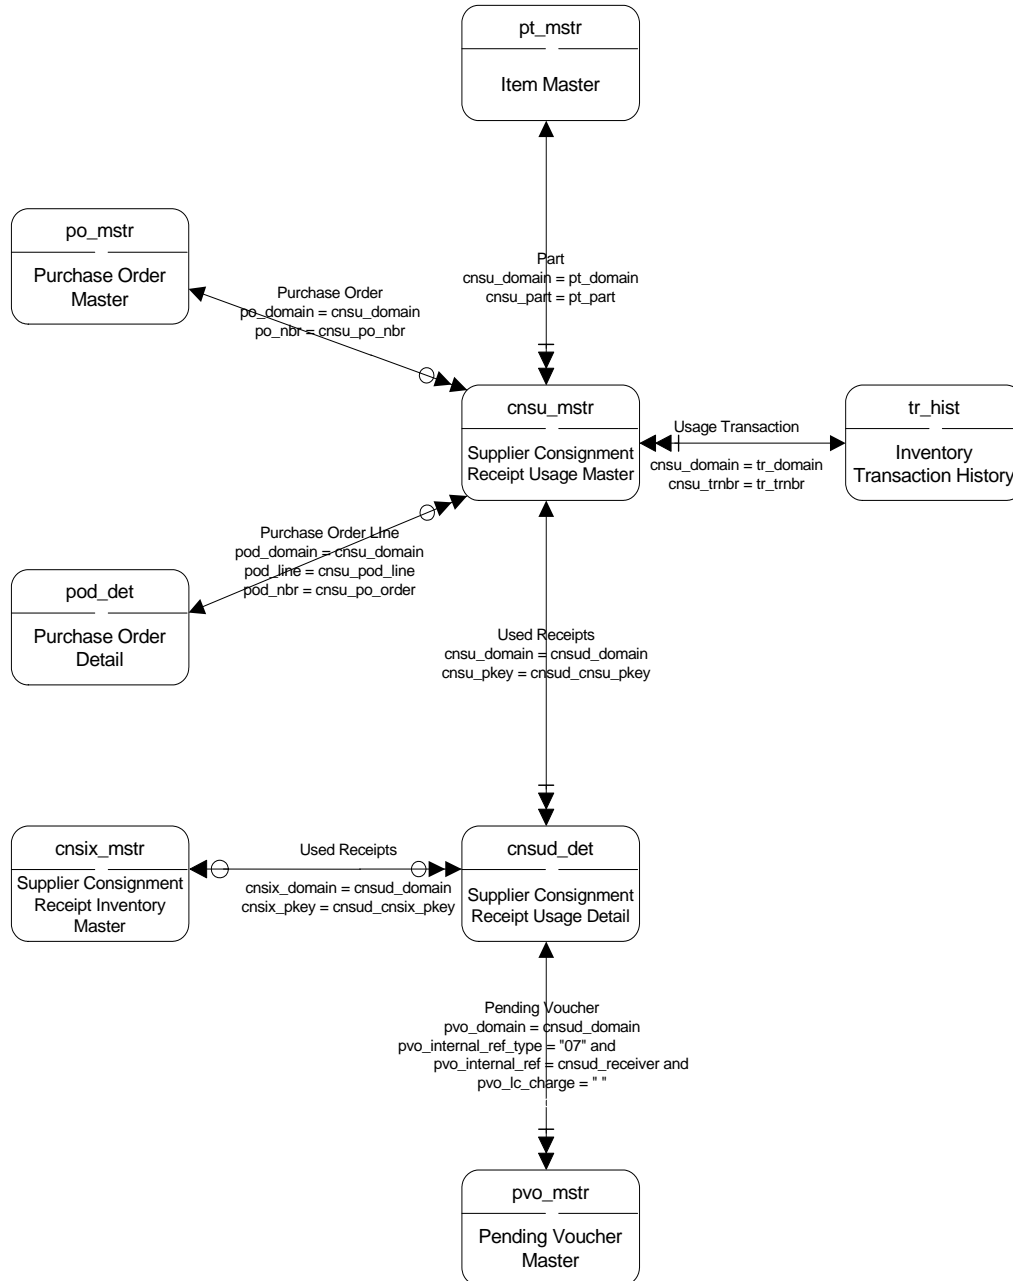 pt_mstr
Item Master
po_mstr
Purchase Order
Master
Part
cnsu_domain = pt_domain
cnsu_part = pt_part
Purchase Order
po_domain = cnsu_domain
po_nbr = cnsu_po_nbr
cnsu_mstr
Supplier Consignment
Receipt Usage Master
Usage Transaction
cnsu_domain = tr_domain
cnsu_trnbr = tr_trnbr
tr_hist
Inventory
Transaction History
Purchase Order LIne
pod_domain = cnsu_domain
pod_line = cnsu_pod_line
pod_nbr = cnsu_po_order
pod_det
Purchase Order
Detail
Used Receipts
cnsu_domain = cnsud_domain
cnsu_pkey = cnsud_cnsu_pkey
cnsix_mstr
Supplier Consignment
Receipt Inventory
Master
Used Receipts
cnsix_domain = cnsud_domain
cnsix_pkey = cnsud_cnsix_pkey
cnsud_det
Supplier Consignment
Receipt Usage Detail
Pending Voucher
pvo_domain = cnsud_domain
pvo_internal_ref_type = "07" and
pvo_internal_ref = cnsud_receiver and
pvo_lc_charge = " "
pvo_mstr
Pending Voucher
Master